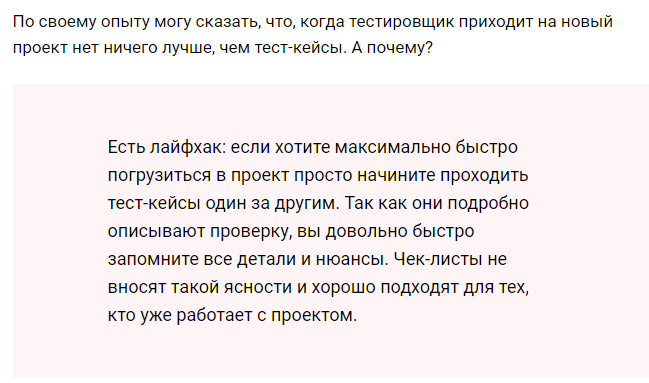 По своему опыту могу сказать, что, когда тестировщик приходит на новый
проект нет ничего лучше, чем тест-кейсы. А почему?
Есть лайфхак: если хотите максимально быстро
погрузиться в проект просто начините проходить
тест-кейсы один за другим. Так как они подробно
описывают проверку, вы довольно быстро
запомните все детали и нюансы. Чек-листы не
вносят такой ясности и хорошо подходят для тех,
кто уже работает с проектом.